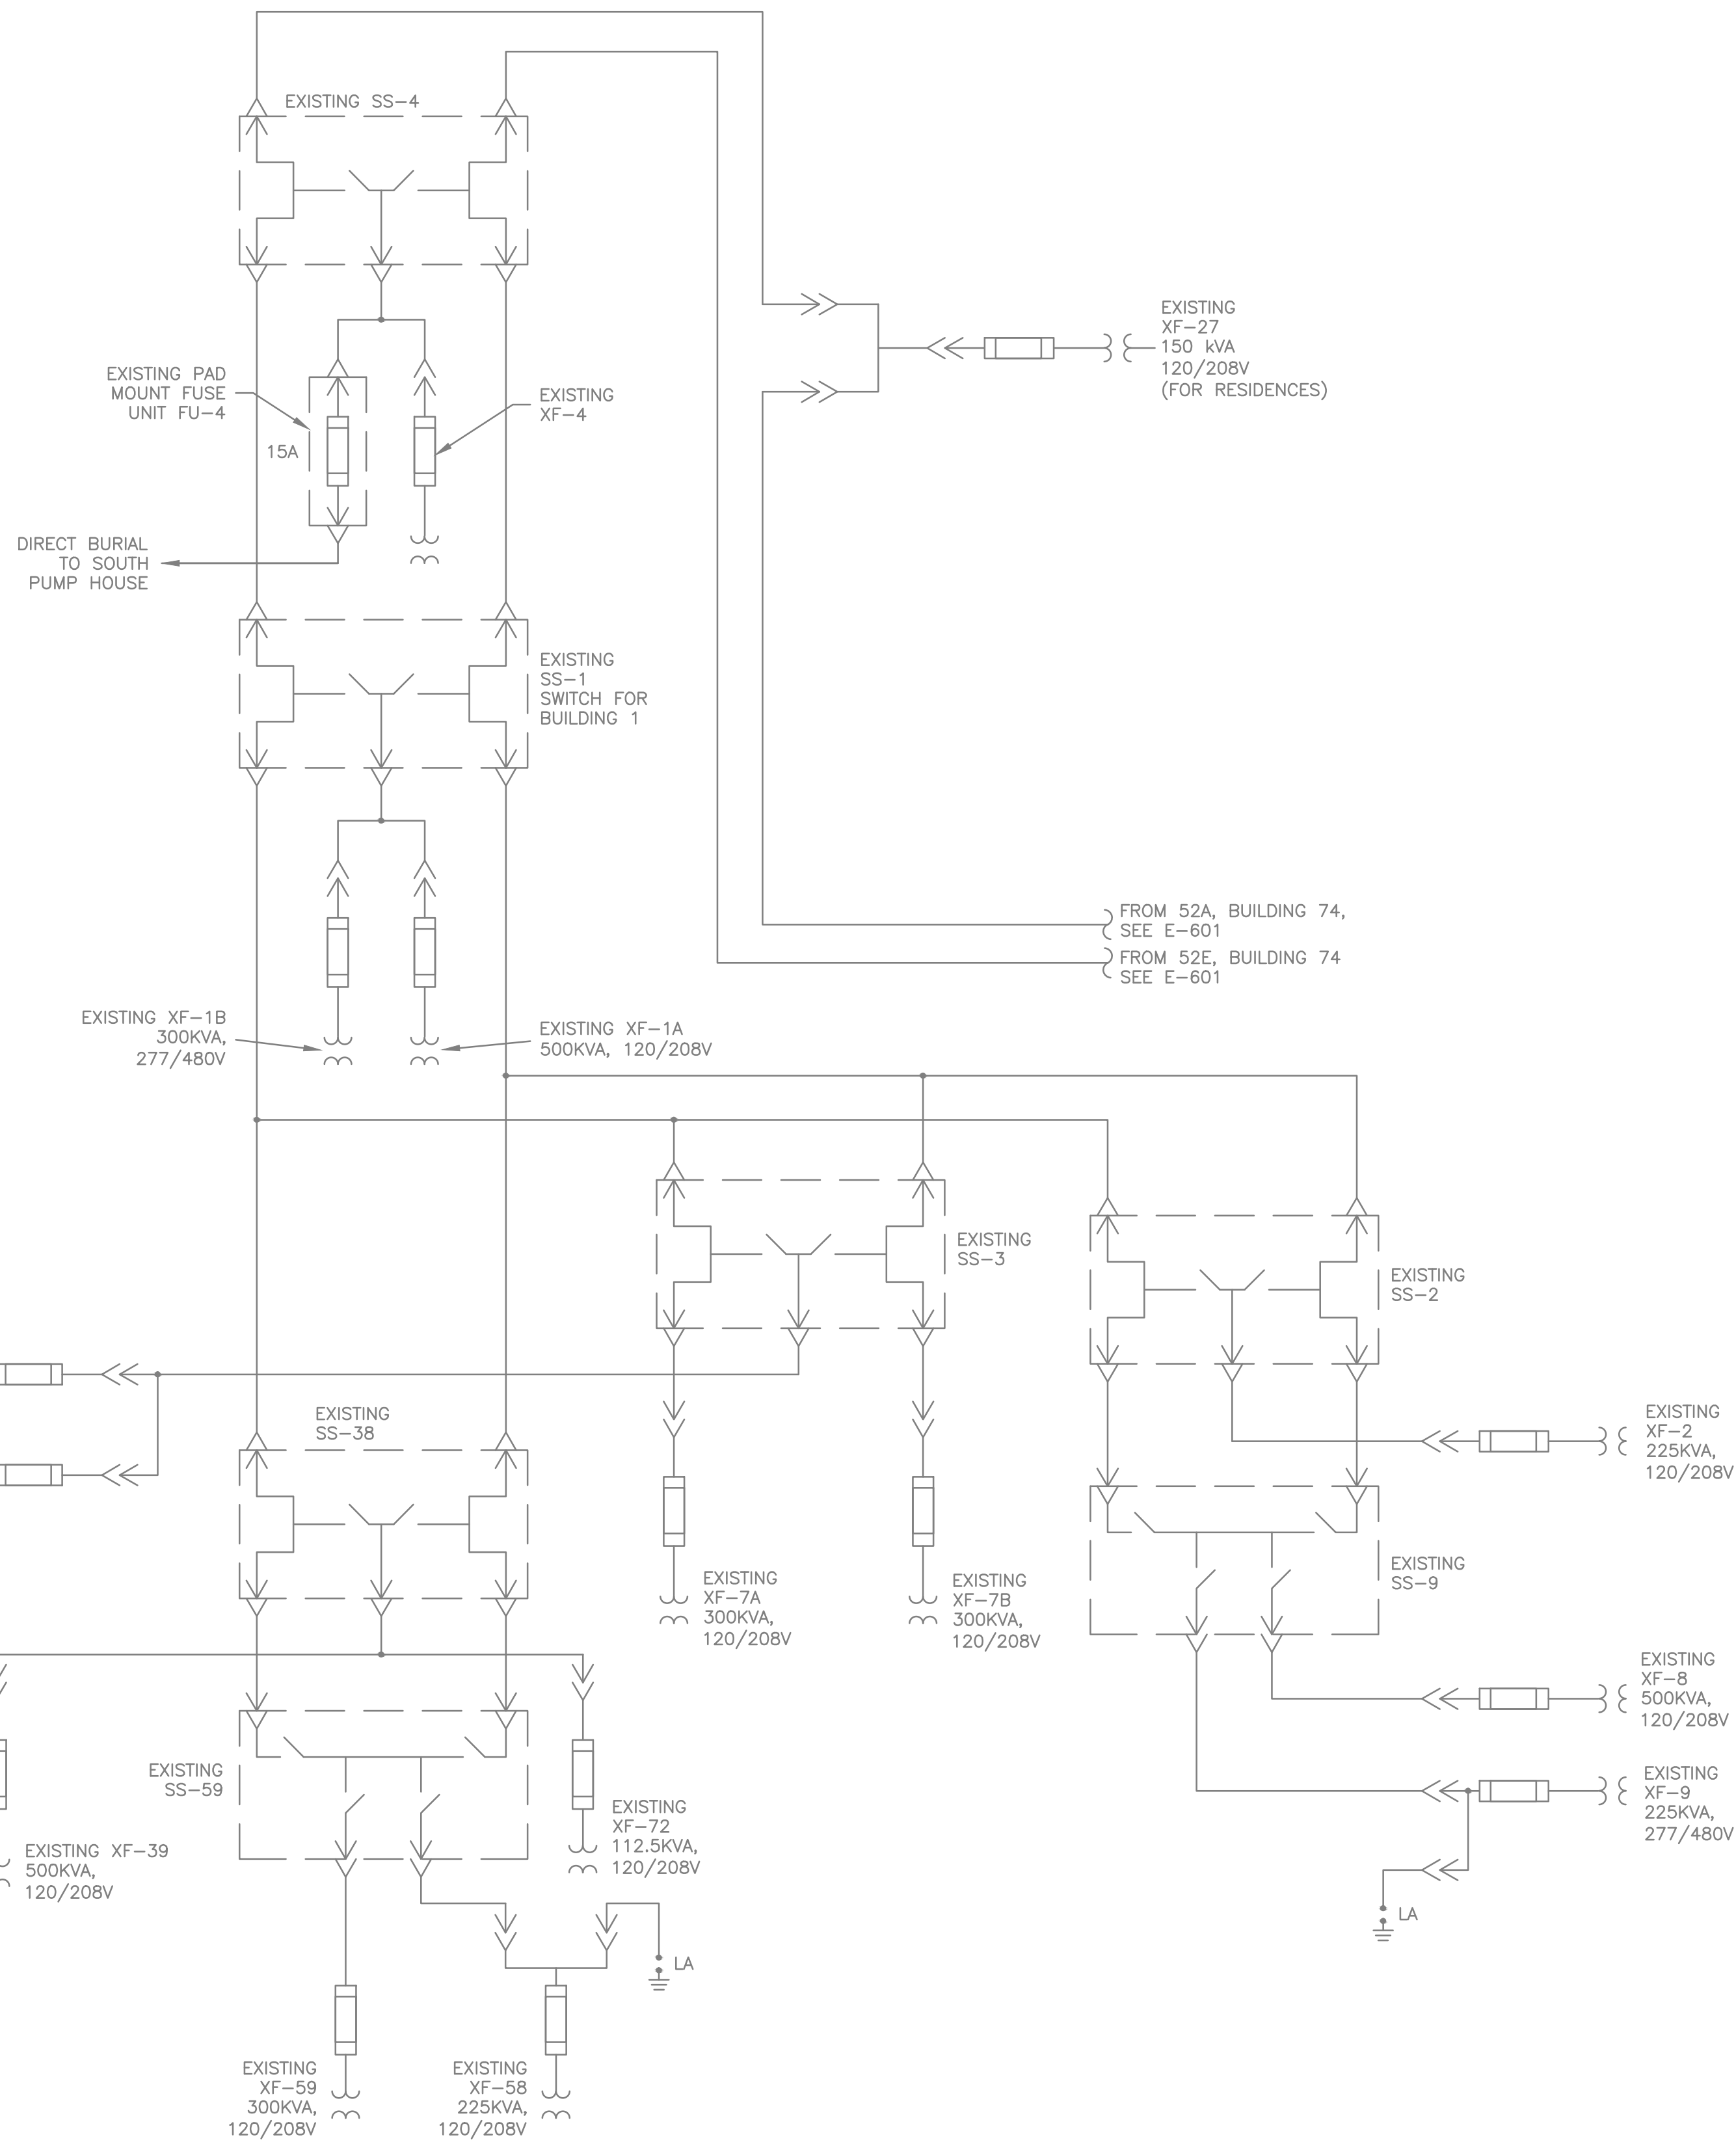 EXISTING SS-4
EXISTING
XF-27
150 kVA
120/208V
(FOR RESIDENCES)
EXISTING PAD
MOUNT FUSE
UNIT FU-4
15A
EXISTING
XF-4
DIRECT BURIAL
TO SOUTH
PUMP HOUSE
EXISTING
SS-1
SWITCH FOR
BUILDING 1
FROM 52A, BUILDING 74,
SEE E-601
FROM 52E, BUILDING 74
SEE E-601
EXISTING XF-1B
300KVA,
277/480V
EXISTING XF-1A
500KVA, 120/208V
EXISTING
SS-3
EXISTING
SS-2
EXISTING
SS-38
EXISTING
XF-2
225KVA,
120/208V
EXISTING
SS-9
EXISTING
XF-7A
300KVA,
120/208V
EXISTING
XF-7B
300KVA,
120/208V
EXISTING
XF-8
500KVA,
120/208V
EXISTING
SS-59
EXISTING
XF-9
225KVA,
277/480V
EXISTING
XF-72
112.5KVA,
120/208V
EXISTING XF-39
500KVA,
120/208V
LA
LA
EXISTING
XF-59
300KVA,
120/208V
EXISTING
XF-58
225KVA,
120/208V